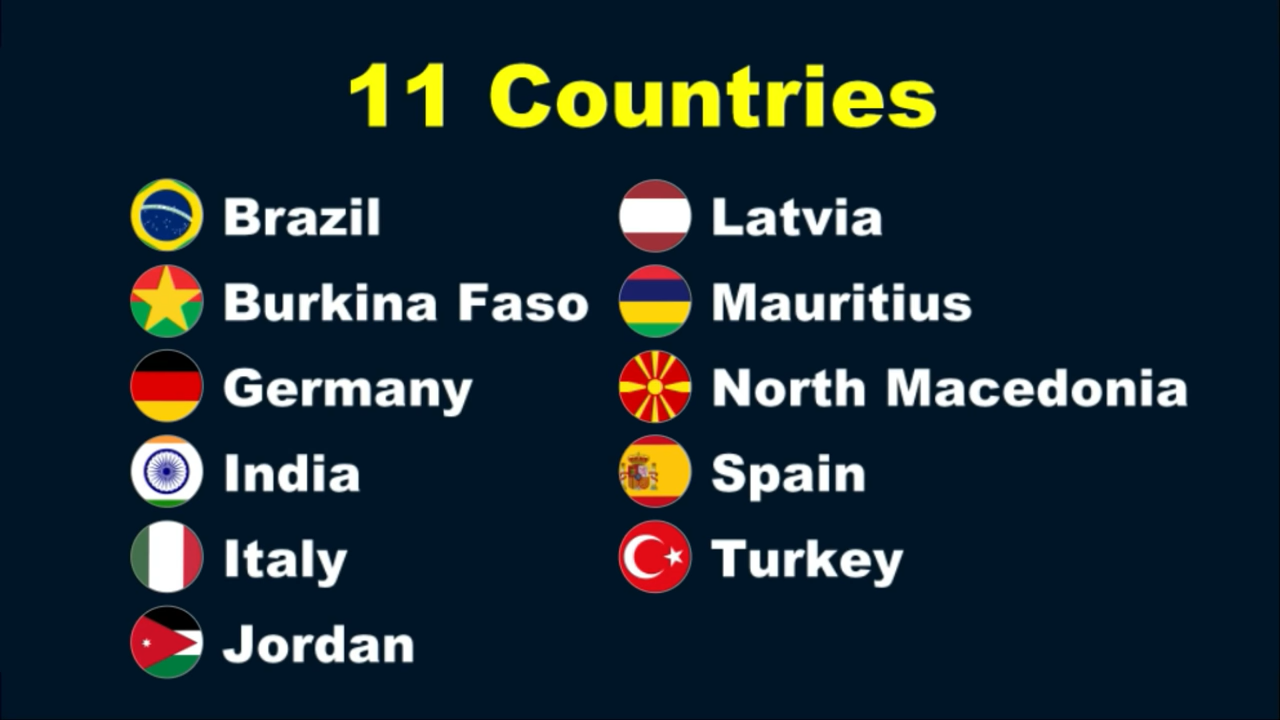 11 Countries
Brazil
Burkina Faso
Germany
India
Italy
Jordan
Latvia
Mauritius
North Macedonia
Spain
Turkey